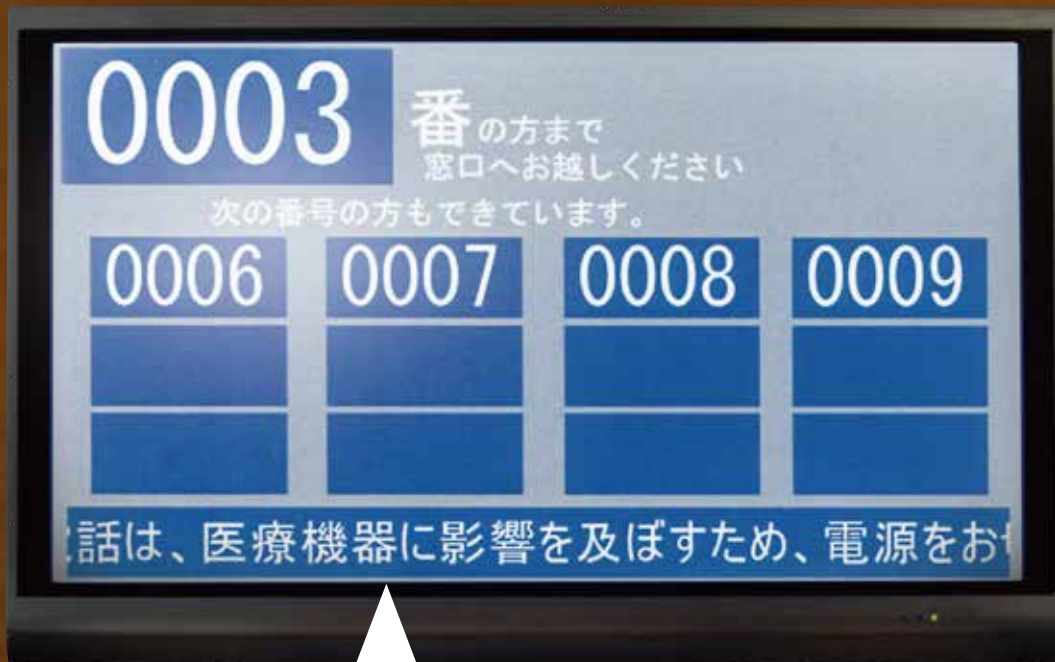 0003 番の方まで
窓口へお越しください
次の番号の方もできています。
0006 0007 0008 0009
話は、医療機器に影響を及ぼすため、電源をお